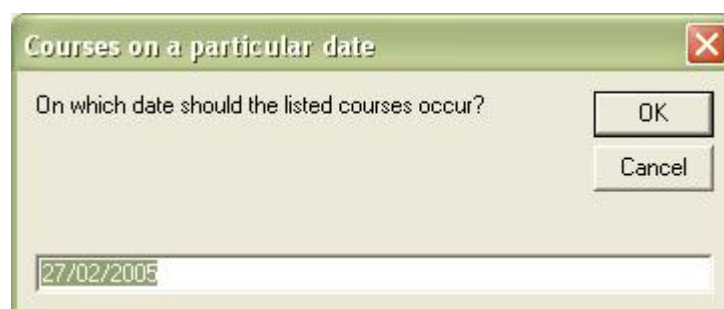 Courses on a particular date
On which date should the listed courses occur?
OK
Cancel
27/02/2005